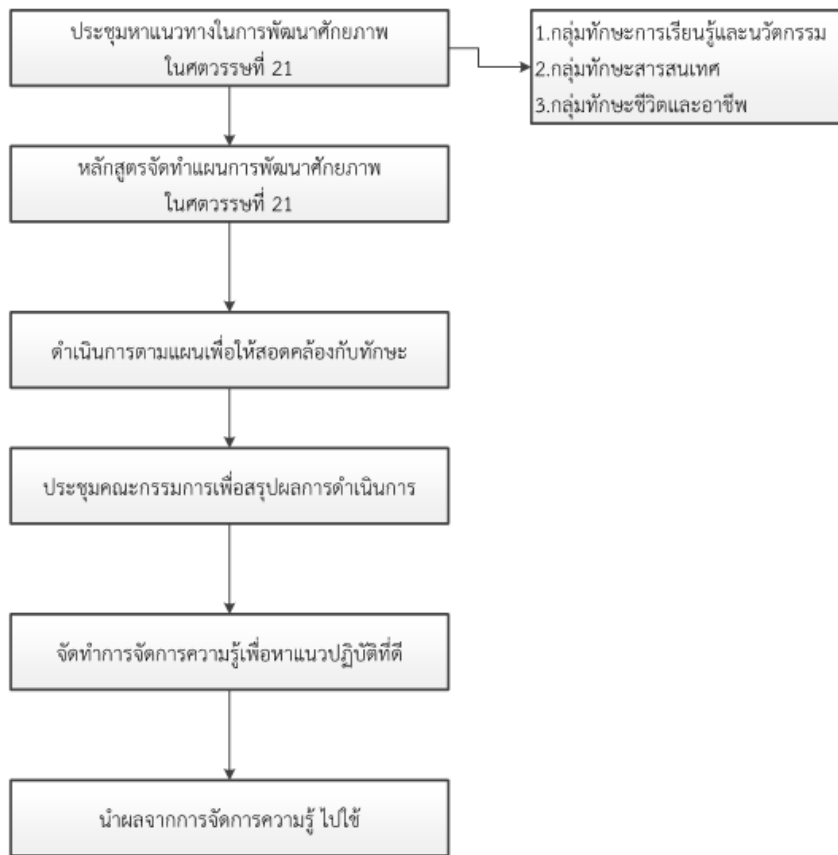 ประชุมหาแนวทางในการพัฒนาศักยภาพ
ในศตวรรษที่ 21
1.กลุ่มทักษะการเรียนรู้และนวัตกรรม
2.กลุ่มทักษะสารสนเทศ
3.กลุ่มทักษะชีวิตและอาชีพ
หลักสูตรจัดทำแผนการพัฒนาศักยภาพ
ในศตวรรษที่ 21
ดำเนินการตามแผนเพื่อให้สอดคล้องกับทักษะ
ประชุมคณะกรรมการเพื่อสรุปผลการดำเนินการ
จัดทำการจัดการความรู้เพื่อหาแนวปฏิบัติที่ดี
นำผลจากการจัดการความรู้ ไปใช้